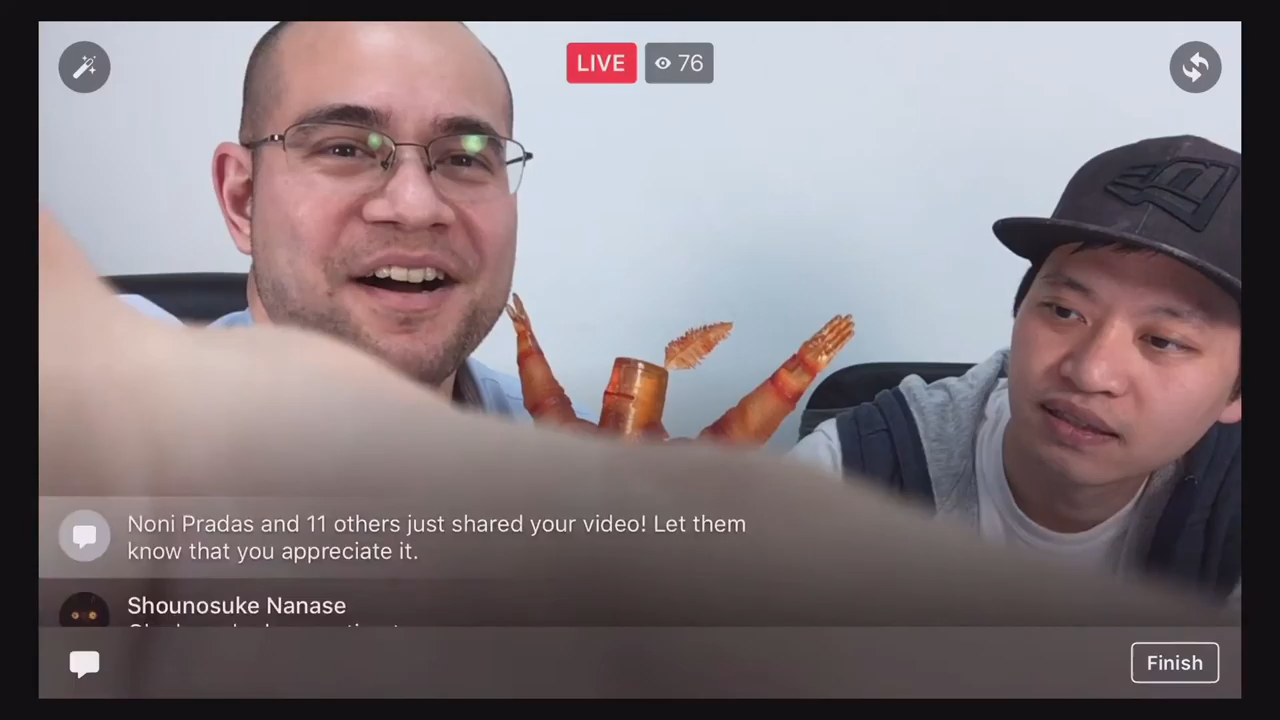 LIVE
76
Noni Pradas and 11 others just shared your video! Let them
know that you appreciate it.
Shounosuke Nanase
Finish